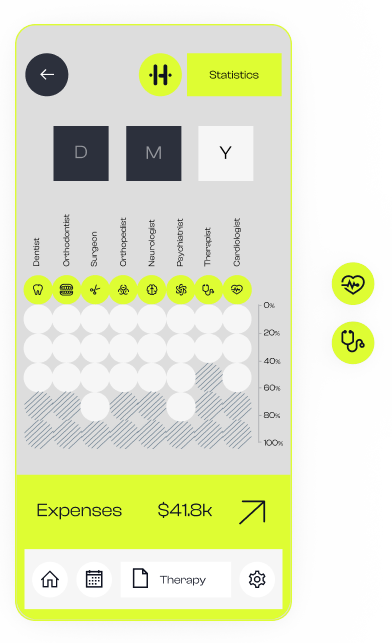 Statistics
D
M
Y
Dentist
Orthodontist
Surgeon
Orthopedist
Neurologist
Psychiatrist
Therapist
Cardiologist
0%
20%
40%
60%
80%
100%
Expenses $41.8k
Therapy